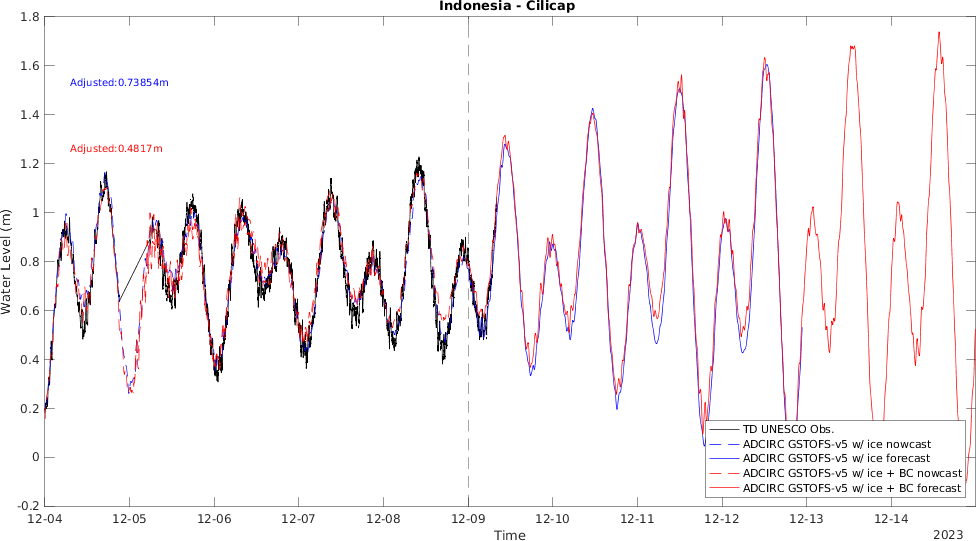 Indonesia - Cilicap
1.8
1.6
1.4
1.2
1
0.8
0.6
0.4
0.2
0
-0.2
Water Level (m)
Adjusted:0.73854m
Adjusted:0.4817m
TD UNESCO Obs.
ADCIRC GSTOFS-v5 w/ ice nowcast
ADCIRC GSTOFS-v5 w/ ice forecast
ADCIRC GSTOFS-v5 w/ ice + BC nowcast
ADCIRC GSTOFS-v5 w/ ice + BC forecast
12-04 12-05 12-06 12-07 12-08 12-09 12-10 12-11 12-12 12-13 12-14
Time
2023